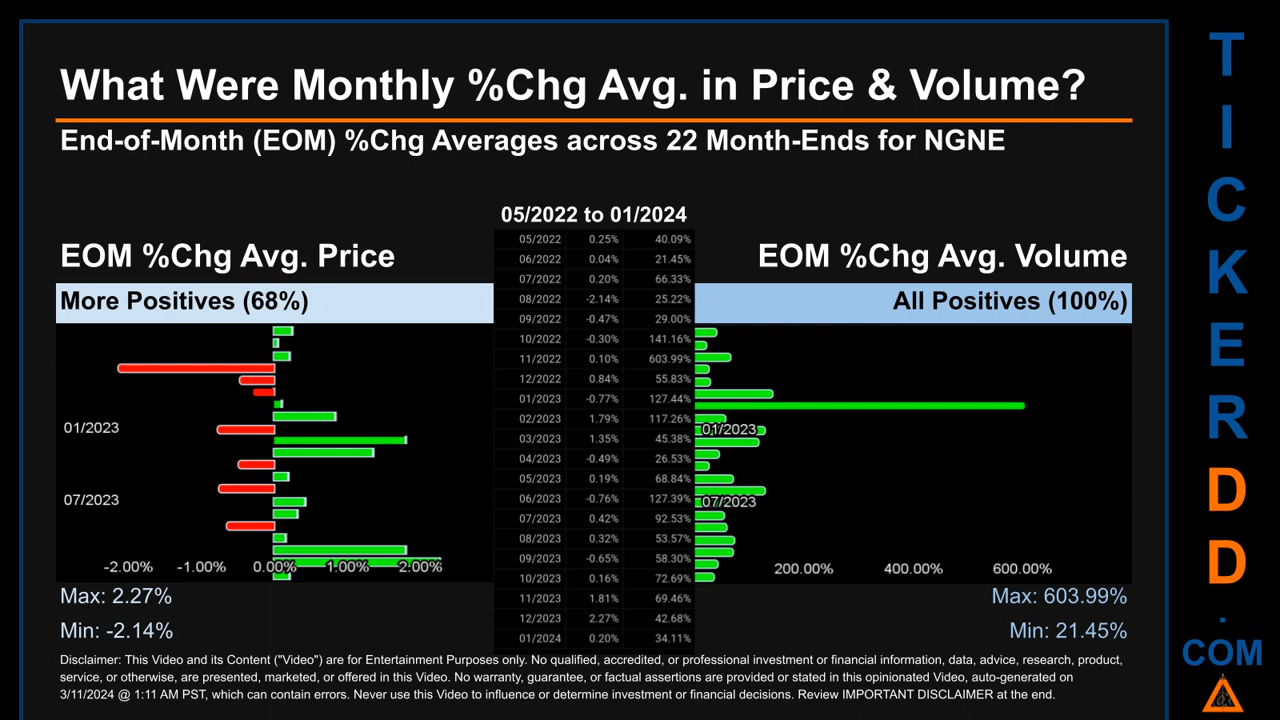 What Were Monthly %Chg Avg. in Price & Volume?
End-of-Month (EOM) %Chg Averages across 22 Month-Ends for NGNE
05/2022 to 01/2024
EOM %Chg Avg. Price
EOM %Chg Avg. Volume
More Positives (68%)
All Positives (100%)
05/2022 0.25% 40.09%
06/2022 0.04% 21.45%
07/2022 0.20% 66.33%
08/2022 -2.14% 25.22%
09/2022 -0.47% 29.00%
10/2022 -0.30% 141.16%
11/2022 0.10% 603.99%
12/2022 0.84% 55.83%
01/2023 -0.77% 127.44%
02/2023 1.79% 117.26%
03/2023 1.35% 45.38%
04/2023 -0.49% 26.53%
05/2023 0.19% 68.84%
06/2023 -0.76% 127.39%
07/2023 0.42% 92.53%
08/2023 0.32% 53.57%
09/2023 -0.65% 58.30%
10/2023 0.16% 72.69%
11/2023 1.81% 69.46%
12/2023 2.27% 42.68%
01/2024 0.20% 34.11%
01/2023
07/2023
-2.00% -1.00% 0.00% 1.00% 2.00%
01/2023
07/2023
200.00% 400.00% 600.00%
Max: 2.27%
Min: -2.14%
Max: 603.99%
Min: 21.45%
Disclaimer: This Video and its Content ("Video") are for Entertainment Purposes only. No qualified, accredited, or professional investment or financial information, data, advice, research, product,
service, or otherwise, are presented, marketed, or offered in this Video. No warranty, guarantee, or factual assertions are provided or stated in this opinionated Video, auto-generated on
3/11/2024 @ 1:11 AM PST, which can contain errors. Never use this Video to influence or determine investment or financial decisions. Review IMPORTANT DISCLAIMER at the end.
T
I
C
K
E
R
D
D
.
COM